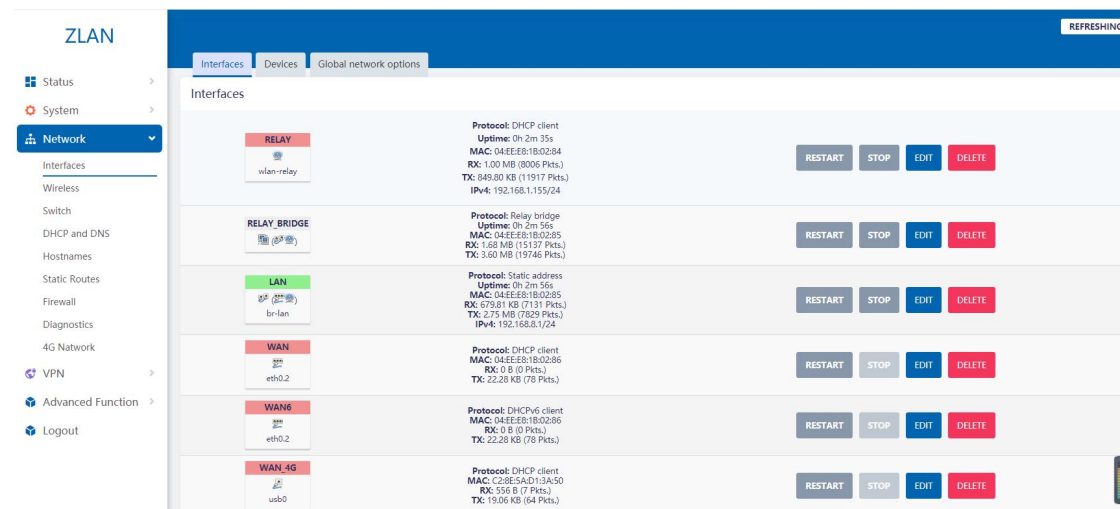 ZLAN
REFRESHING
Interfaces Devices Global network options
Status
System
Network
Interfaces
Wireless
Switch
DHCP and DNS
Hostnames
Static Routes
Firewall
Diagnostics
4G Network
VPN
Advanced Function
Logout
Interfaces
RELAY
wlan-relay
Protocol: DHCP client
Uptime: 0h 2m 35s
MAC: 04:EE:E8:1B:02:84
RX: 1.00 MB (8006 Pkts.)
TX: 849.80 KB (11917 Pkts.)
IPv4: 192.168.1.155/24
RESTART STOP EDIT DELETE
RELAY_BRIDGE
Protocol: Relay bridge
Uptime: 0h 2m 56s
MAC: 04:EE:E8:1B:02:85
RX: 1.68 MB (15137 Pkts.)
TX: 3.60 MB (19746 Pkts.)
RESTART STOP EDIT DELETE
LAN
br-lan
Protocol: Static address
Uptime: 0h 2m 56s
MAC: 04:EE:E8:1B:02:85
RX: 679.81 KB (7131 Pkts.)
TX: 2.75 MB (7829 Pkts.)
IPv4: 192.168.8.1/24
RESTART STOP EDIT DELETE
WAN
eth0.2
Protocol: DHCP client
MAC: 04:EE:E8:1B:02:86
RX: 0 B (0 Pkts.)
TX: 22.28 KB (78 Pkts.)
RESTART STOP EDIT DELETE
WAN6
eth0.2
Protocol: DHCPv6 client
MAC: 04:EE:E8:1B:02:86
RX: 0 B (0 Pkts.)
TX: 22.28 KB (78 Pkts.)
RESTART STOP EDIT DELETE
WAN_4G
usb0
Protocol: DHCP client
MAC: C2:8E:5A:D1:3A:50
RX: 556 B (7 Pkts.)
TX: 19.06 KB (64 Pkts.)
RESTART STOP EDIT DELETE